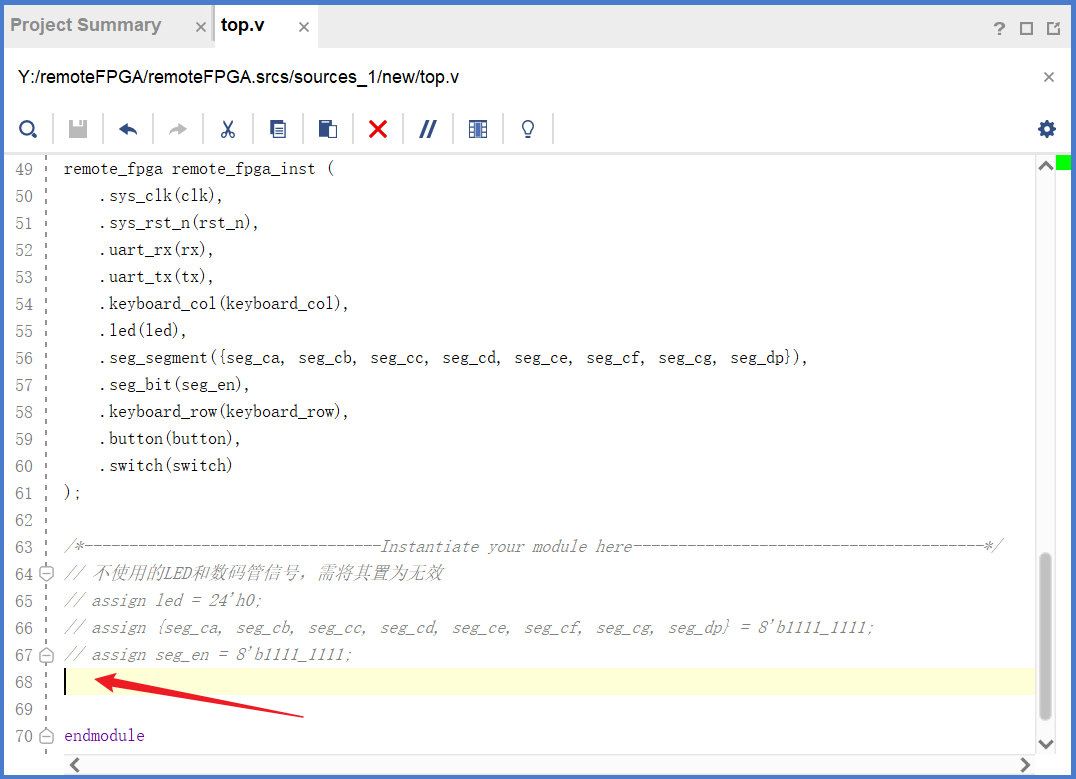 Project Summary × top.v ×
Y:/remoteFPGA/remoteFPGA.srcs/sources_1/new/top.v
49 remote_fpga remote_fpga_inst (
50 .sys_clk(clk),
51 .sys_rst_n(rst_n),
52 .uart_rx(rx),
53 .uart_tx(tx),
54 .keyboard_col(keyboard_col),
55 .led(led),
56 .seg_segment({seg_ca, seg_cb, seg_cc, seg_cd, seg_ce, seg_cf, seg_cg, seg_dp}),
57 .seg_bit(seg_en),
58 .keyboard_row(keyboard_row),
59 .button(button),
60 .switch(switch)
61 );
62
63 /*---------------------------------Instantiate your module here---------------------------------------*/
64 // 不使用的LED和数码管信号，需将其置为无效
65 // assign led = 24'h0;
66 // assign {seg_ca, seg_cb, seg_cc, seg_cd, seg_ce, seg_cf, seg_cg, seg_dp} = 8'b1111_1111;
67 // assign seg_en = 8'b1111_1111;
68
69
70 endmodule